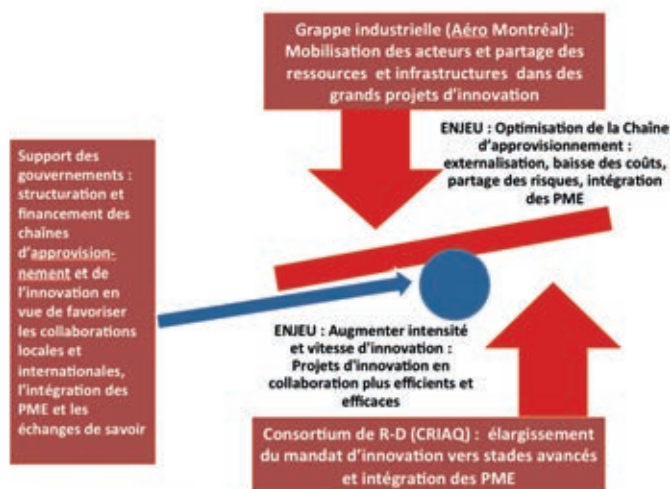 Grappe industrielle (Aéro Montréal):
Mobilisation des acteurs et partage des
ressources et infrastructures dans des
grands projets d'innovation
ENJEU : Optimisation de la Chaîne
d'approvisionnement :
externalisation, baisse des coûts,
partage des risques, intégration
des PME
Support des
gouvernements :
structuration et
financement des
chaînes
d'approvision-
nement et de
l'innovation en
vue de favoriser
les collaborations
locales et
internationales,
l'intégration des
PME et les
échanges de savoir
ENJEU : Augmenter intensité
et vitesse d'innovation :
Projets d'innovation en
collaboration plus efficients et
efficaces
Consortium de R-D (CRIAQ) : élargissement
du mandat d'innovation vers stades avancés
et intégration des PME